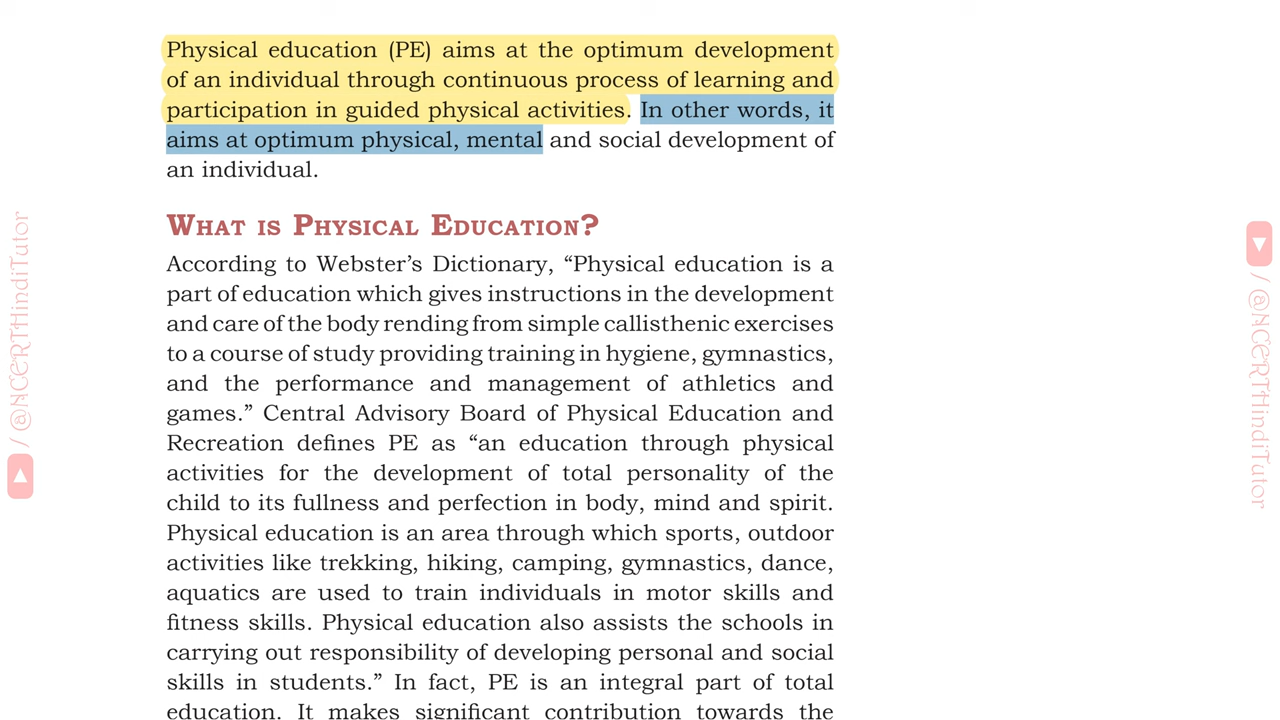 Physical education (PE) aims at the optimum development
of an individual through continuous process of learning and
participation in guided physical activities. In other words, it
aims at optimum physical, mental and social development of
an individual.
What is Physical Education?
According to Webster’s Dictionary, “Physical education is a
part of education which gives instructions in the development
and care of the body rending from simple callisthenic exercises
to a course of study providing training in hygiene, gymnastics,
and the performance and management of athletics and
games.” Central Advisory Board of Physical Education and
Recreation defines PE as “an education through physical
activities for the development of total personality of the
child to its fullness and perfection in body, mind and spirit.
Physical education is an area through which sports, outdoor
activities like trekking, hiking, camping, gymnastics, dance,
aquatics are used to train individuals in motor skills and
fitness skills. Physical education also assists the schools in
carrying out responsibility of developing personal and social
skills in students.” In fact, PE is an integral part of total
education. It makes significant contribution towards the
/ @NCERTHindiTutor
/ @NCERTHindiTutor